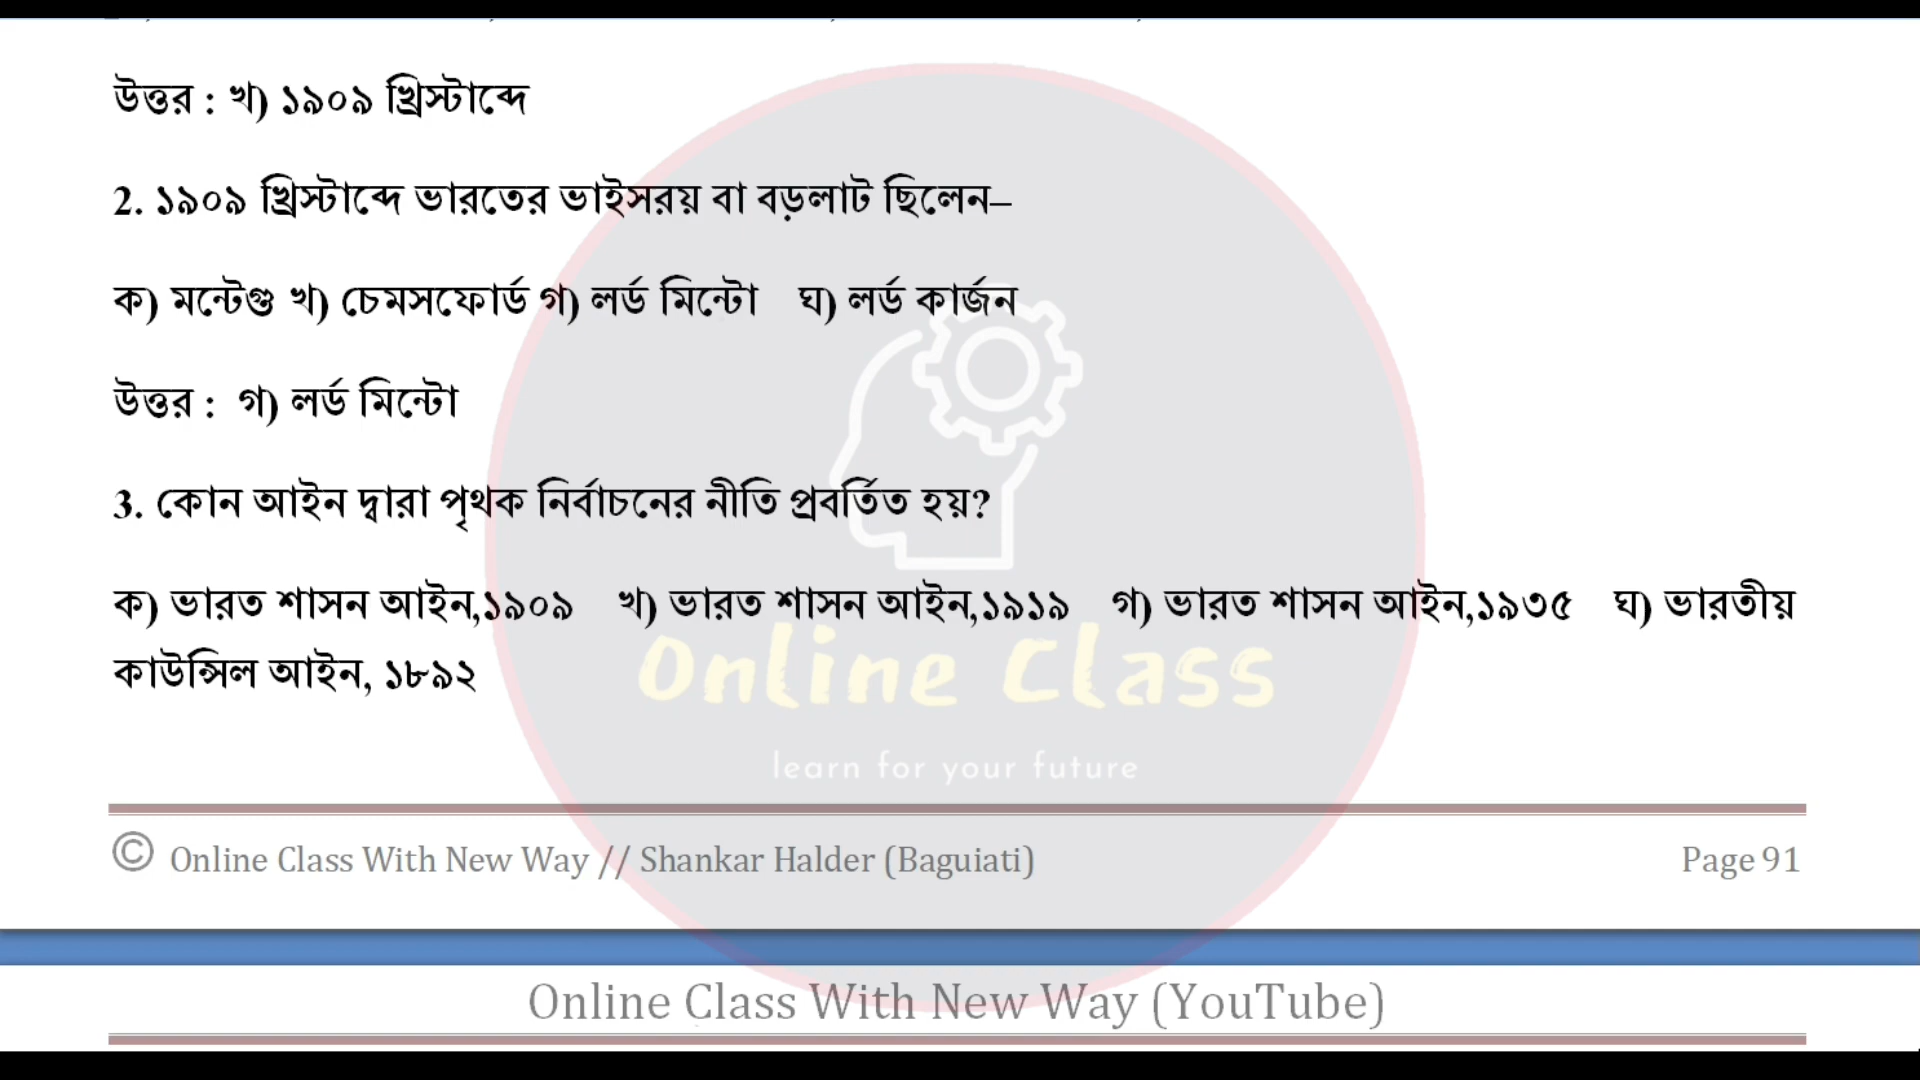 উত্তর : খ) ১৯০৯ খ্রিস্টাব্দে
2. ১৯০৯ খ্রিস্টাব্দে ভারতের ভাইসরয় বা বড়লাট ছিলেন–
ক) মন্টেগু খ) চেমসফোর্ড গ) লর্ড মিন্টো ঘ) লর্ড কার্জন
উত্তর : গ) লর্ড মিন্টো
3. কোন আইন দ্বারা পৃথক নির্বাচনের নীতি প্রবর্তিত হয়?
ক) ভারত শাসন আইন,১৯০৯ খ) ভারত শাসন আইন,১৯১৯ গ) ভারত শাসন আইন,১৯৩৫ ঘ) ভারতীয়
কাউন্সিল আইন, ১৮৯২
Online Class
learn for your future
© Online Class With New Way // Shankar Halder (Baguiati) Page 91
Online Class With New Way (YouTube)